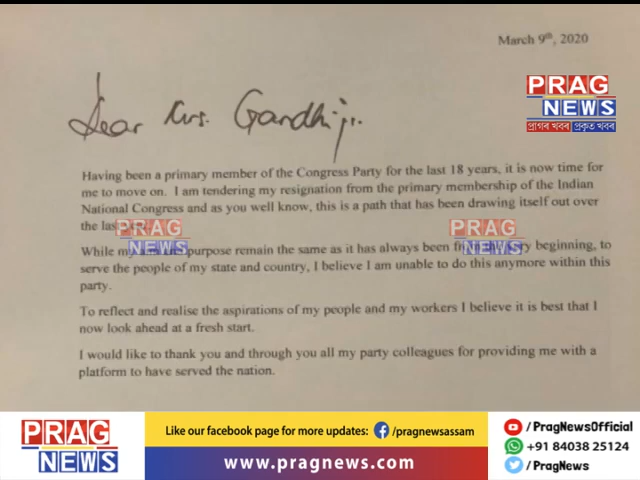 March 9th, 2020
PRAG
NEWS
প্ৰাগৰ খবৰ প্ৰকৃত খবৰ
Dear Mrs. Gandhiji.
Having been a primary member of the Congress Party for the last 18 years, it is now time for
me to move on. I am tendering my resignation from the primary membership of the Indian
National Congress and as you well know, this is a path that has been drawing itself out over
the last year.
PRAG
NEWS
PRAG
NEWS
While my purpose remain the same as it has always been from the very beginning, to
serve the people of my state and country, I believe I am unable to do this anymore within this
party.
To reflect and realise the aspirations of my people and my workers I believe it is best that I
now look ahead at a fresh start.
I would like to thank you and through you all my party colleagues for providing me with a
platform to have served the nation.
PRAG
NEWS
Like our facebook page for more updates: /pragnewsassam
www.pragnews.com
/PragNewsOfficial
+91 84038 25124
/PragNews